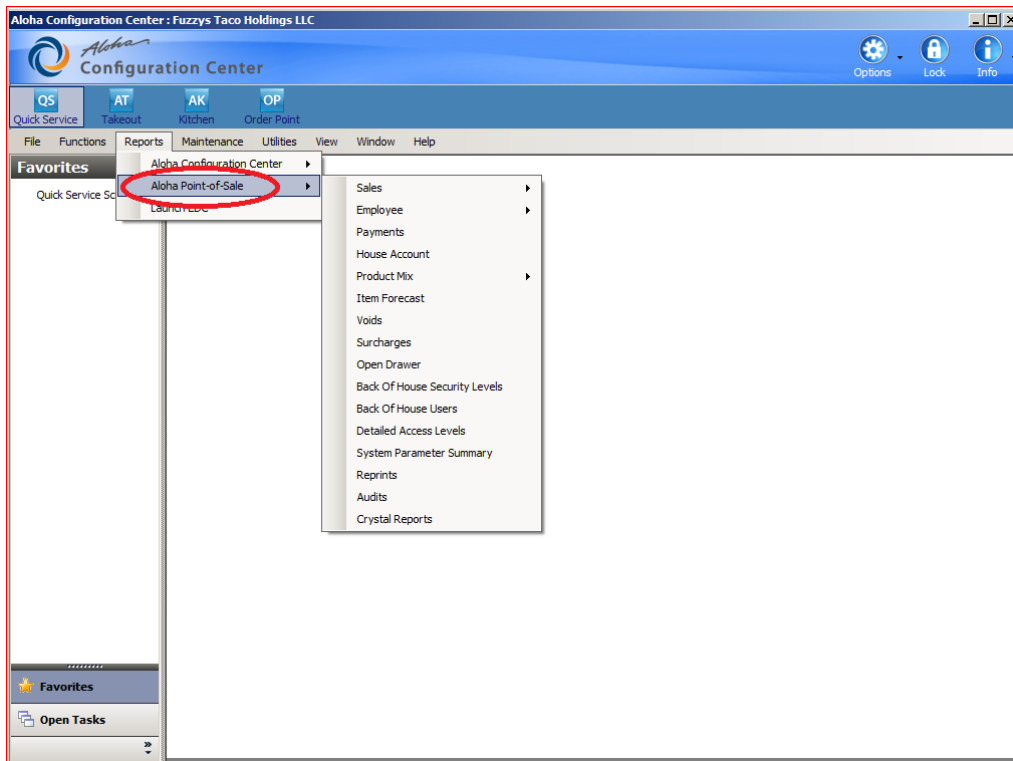 Aloha Configuration Center : Fuzzys Taco Holdings LLC
Aloha
Configuration Center
Options Lock Info
QS AT AK OP
Quick Service Takeout Kitchen Order Point
File Functions Reports Maintenance Utilities View Window Help
Favorites
Quick Service Sc
Aloha Configuration Center
Aloha Point-of-Sale
Launch EDC
Sales
Employee
Payments
House Account
Product Mix
Item Forecast
Voids
Surcharges
Open Drawer
Back Of House Security Levels
Back Of House Users
Detailed Access Levels
System Parameter Summary
Reprints
Audits
Crystal Reports
Favorites
Open Tasks